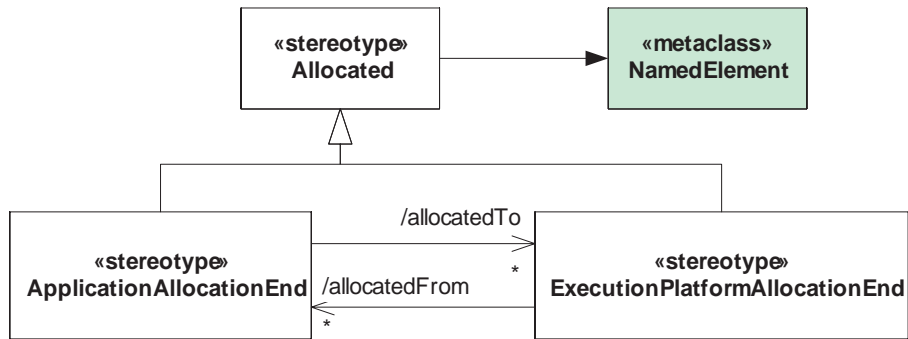 «stereotype»
Allocated
«metaclass»
NamedElement
/allocatedTo
*
«stereotype»
ApplicationAllocationEnd
/allocatedFrom
*
«stereotype»
ExecutionPlatformAllocationEnd